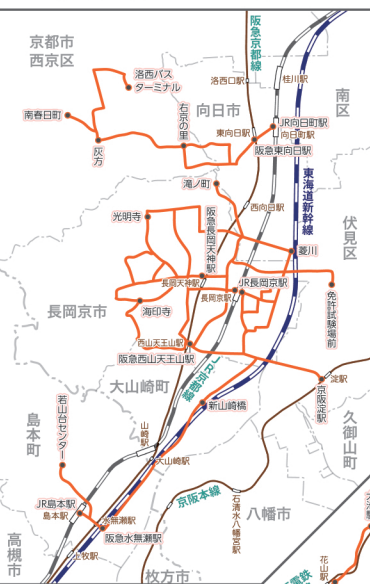 京都市
西京区
阪急京都線
洛西口駅
桂川駅
南区
洛西バス
ターミナル
南春日町
右京の里
向日市
JR向日町駅
向日町駅
東向日駅
阪急東向日駅
灰方
滝ノ町
東海道新幹線
光明寺
阪急長岡天神駅
西向日駅
伏見区
菱川
長岡天神駅
JR長岡京駅
長岡京駅
免許試験場前
長岡京市
海印寺
西山天王山駅
阪急西山天王山駅
JR京都線
大山崎町
淀駅
京阪淀駅
若山台センター
新山崎橋
島本町
山崎駅
久御山町
大山崎駅
京阪本線
石清水八幡宮駅
JR島本駅
島本駅
水無瀬駅
阪急水無瀬駅
八幡市
高槻市
上牧駅
枚方市
電鉄
花山駅